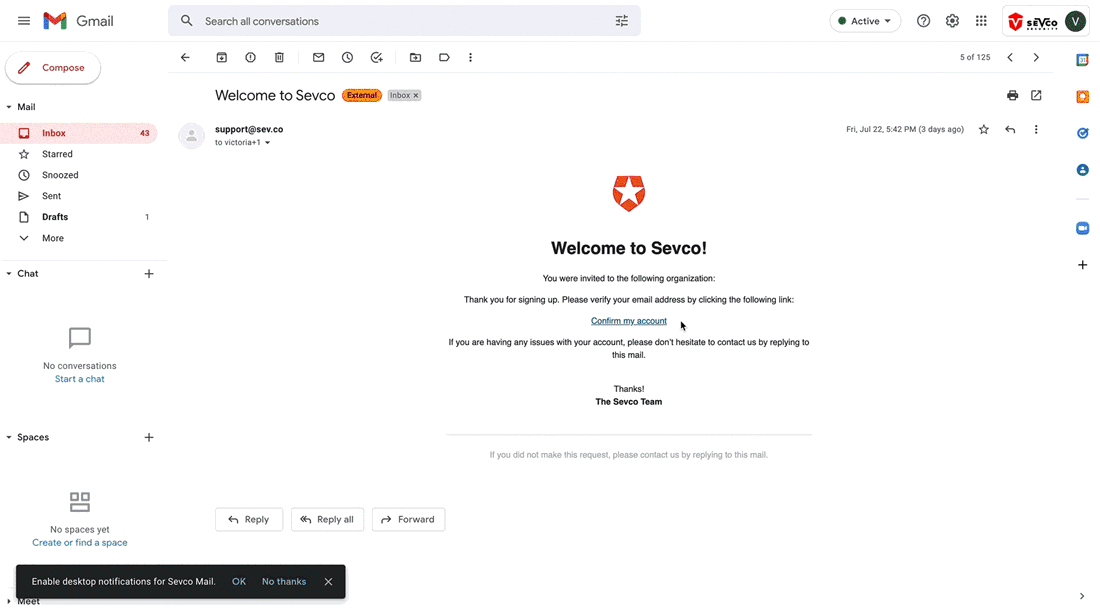 Gmail
Search all conversations
Active
SEVCO
SECURITY
V
Compose
5 of 125
Mail
Inbox 43
Starred
Snoozed
Sent
Drafts 1
More
Chat
No conversations
Start a chat
Spaces
No spaces yet
Create or find a space
Meet
Welcome to Sevco External Inbox ×
support@sev.co
to victoria+1
Fri, Jul 22, 5:42 PM (3 days ago)
Welcome to Sevco!
You were invited to the following organization:
Thank you for signing up. Please verify your email address by clicking the following link:
Confirm my account
If you are having any issues with your account, please don't hesitate to contact us by replying to
this mail.
Thanks!
The Sevco Team
If you did not make this request, please contact us by replying to this mail.
Reply
Reply all
Forward
Enable desktop notifications for Sevco Mail. OK No thanks
31